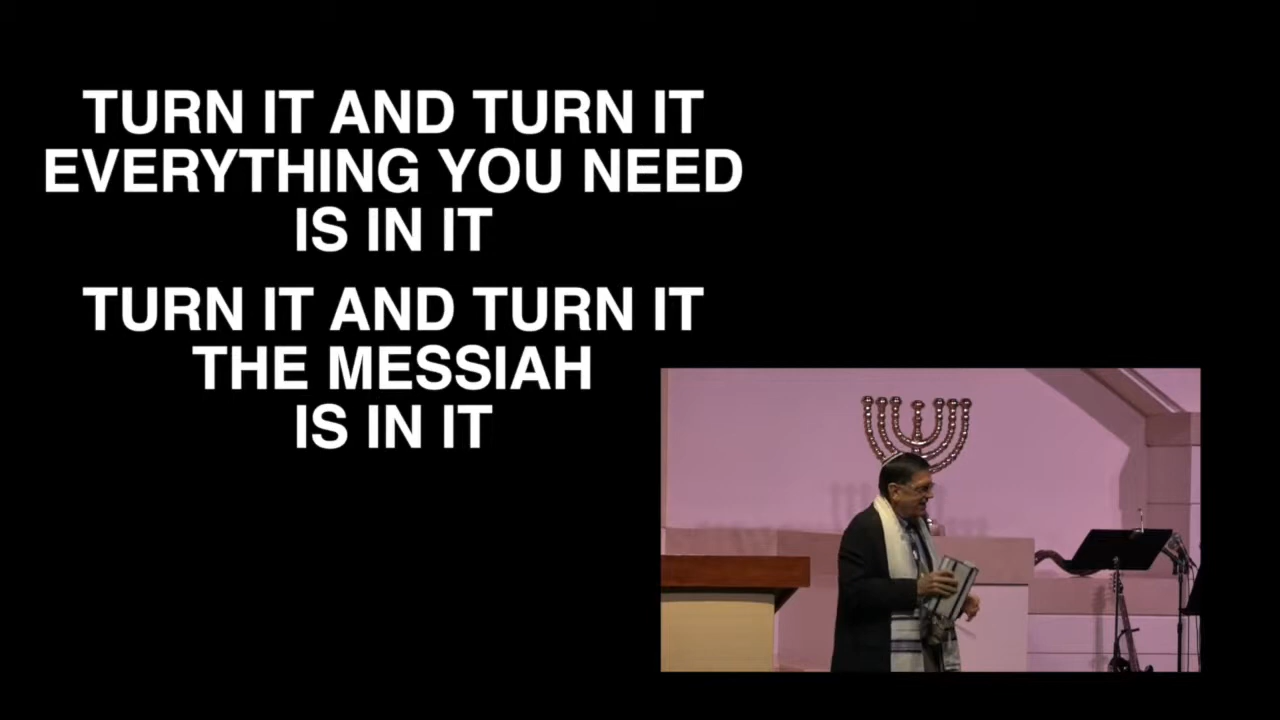 TURN IT AND TURN IT
EVERYTHING YOU NEED
IS IN IT
TURN IT AND TURN IT
THE MESSIAH
IS IN IT